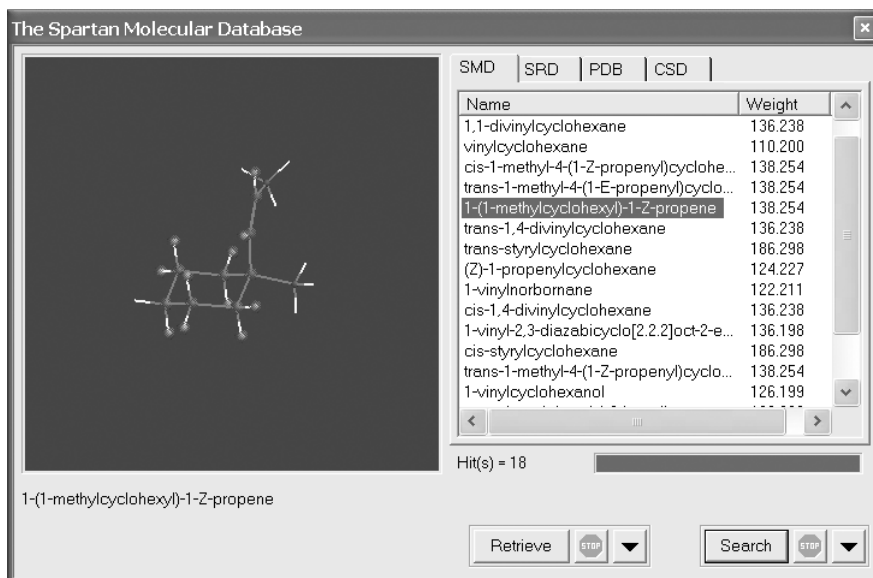 The Spartan Molecular Database
SMD SRD PDB CSD
Name Weight
1,1-divinylcyclohexane 136.238
vinylcyclohexane 110.200
cis-1-methyl-4-(1-Z-propenyl)cyclohe... 138.254
trans-1-methyl-4-(1-E-propenyl)cyclo... 138.254
1-(1-methylcyclohexyl)-1-Z-propene 138.254
trans-1,4-divinylcyclohexane 136.238
trans-styrylcyclohexane 186.298
(Z)-1-propenylcyclohexane 124.227
1-vinylnorbornane 122.211
cis-1,4-divinylcyclohexane 136.238
1-vinyl-2,3-diazabicyclo[2.2.2]oct-2-e... 136.198
cis-styrylcyclohexane 186.298
trans-1-methyl-4-(1-Z-propenyl)cyclo... 138.254
1-vinylcyclohexanol 126.199
Hit(s) = 18
1-(1-methylcyclohexyl)-1-Z-propene
Retrieve STOP Search STOP